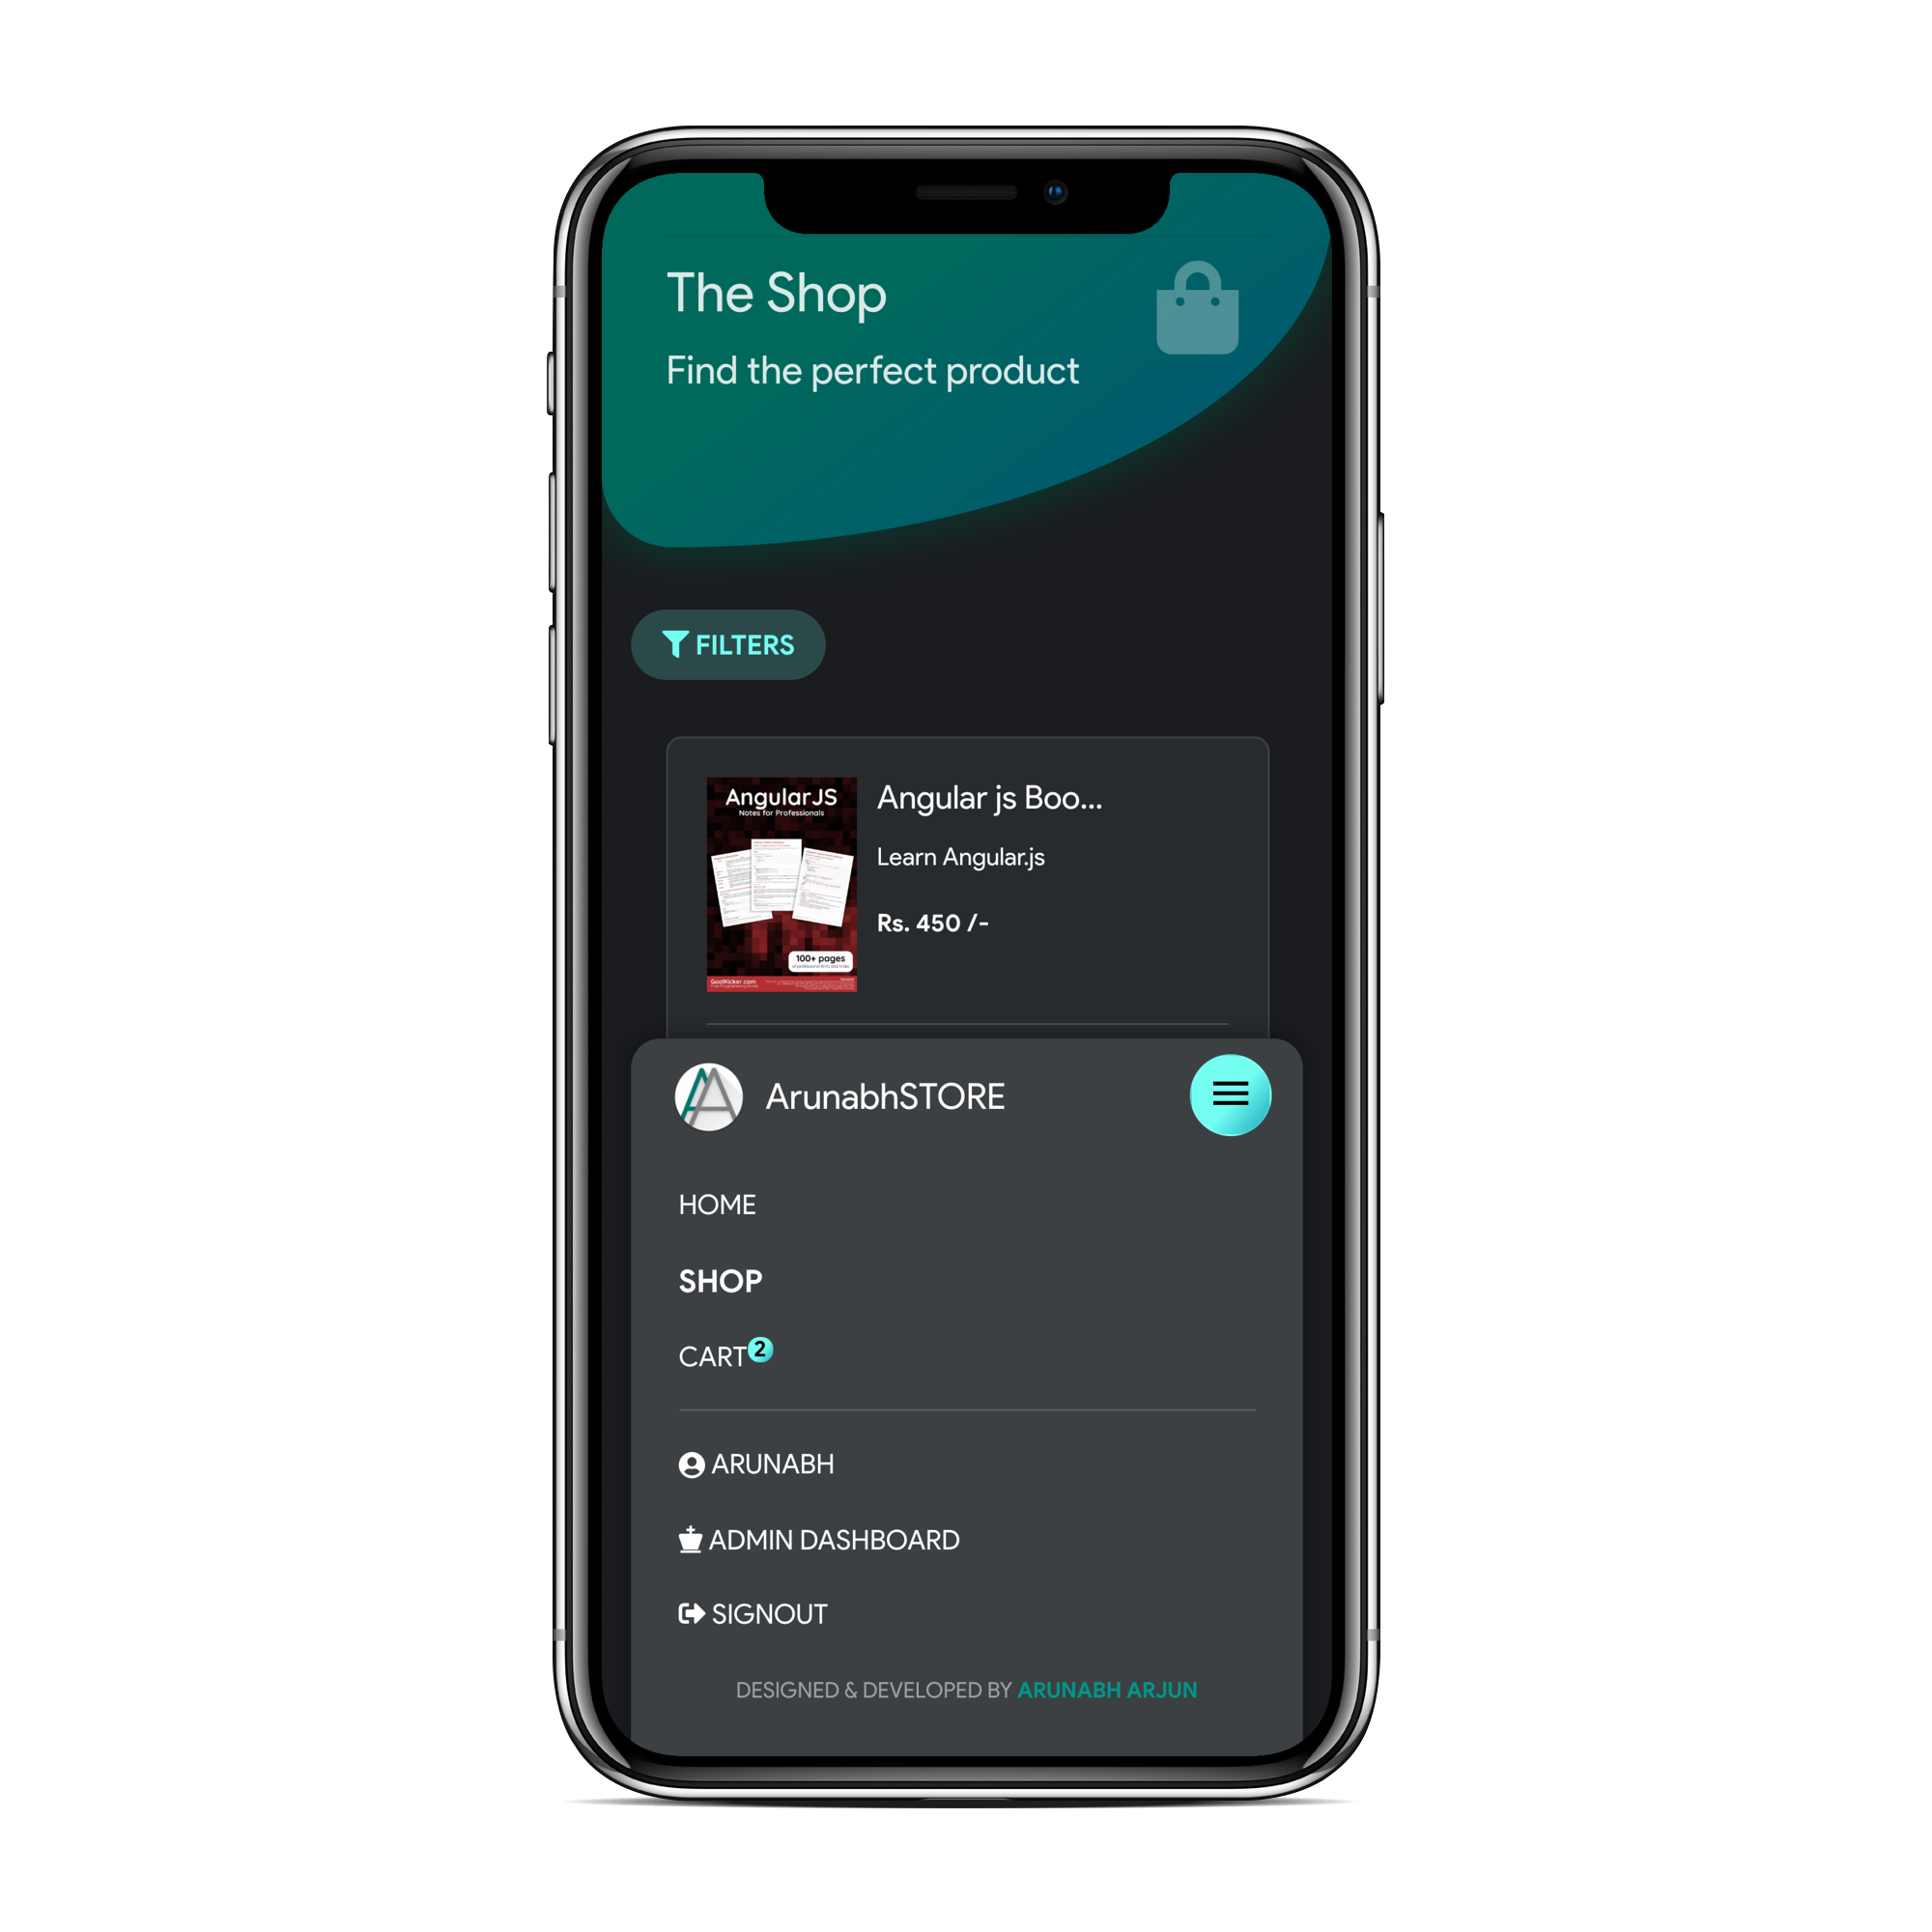 The Shop
Find the perfect product
FILTERS
AngularJS
Notes for Professionals
100+ pages
GoalKicker.com
Angular js Boo...
Learn Angular.js
Rs. 450 /-
ArunabhSTORE
HOME
SHOP
CART 2
ARUNABH
ADMIN DASHBOARD
SIGNOUT
DESIGNED & DEVELOPED BY ARUNABH ARJUN